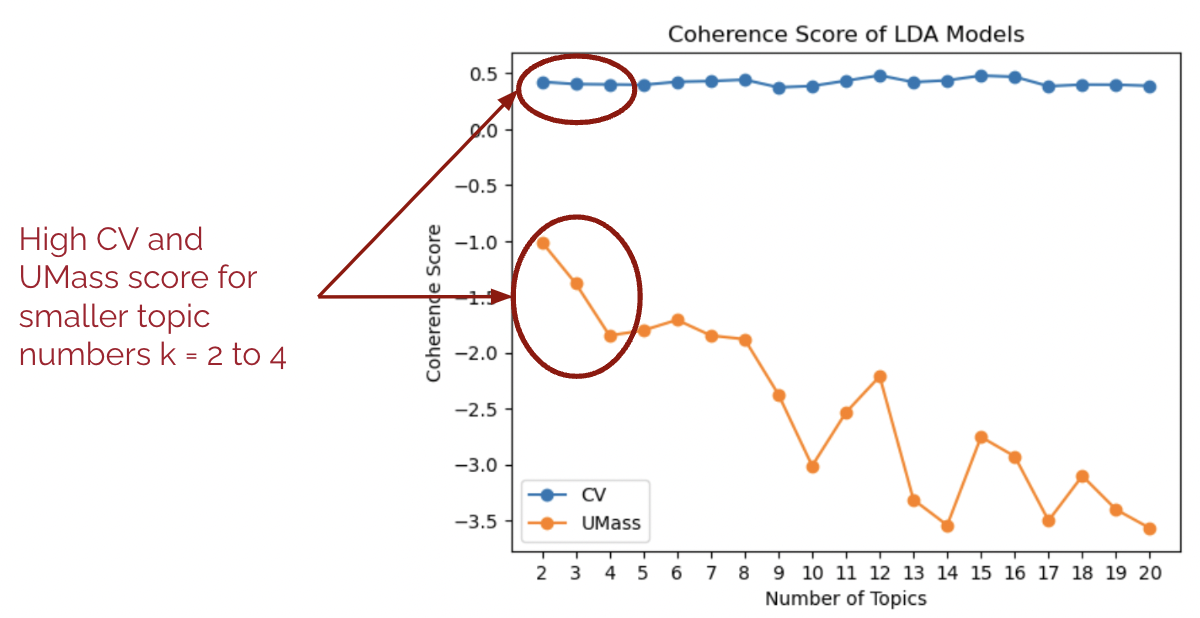 Coherence Score of LDA Models
High CV and
UMass score for
smaller topic
numbers k = 2 to 4
Coherence Score
0.5
0.0
−0.5
−1.0
−1.5
−2.0
−2.5
−3.0
−3.5
CV
UMass
2 3 4 5 6 7 8 9 10 11 12 13 14 15 16 17 18 19 20
Number of Topics